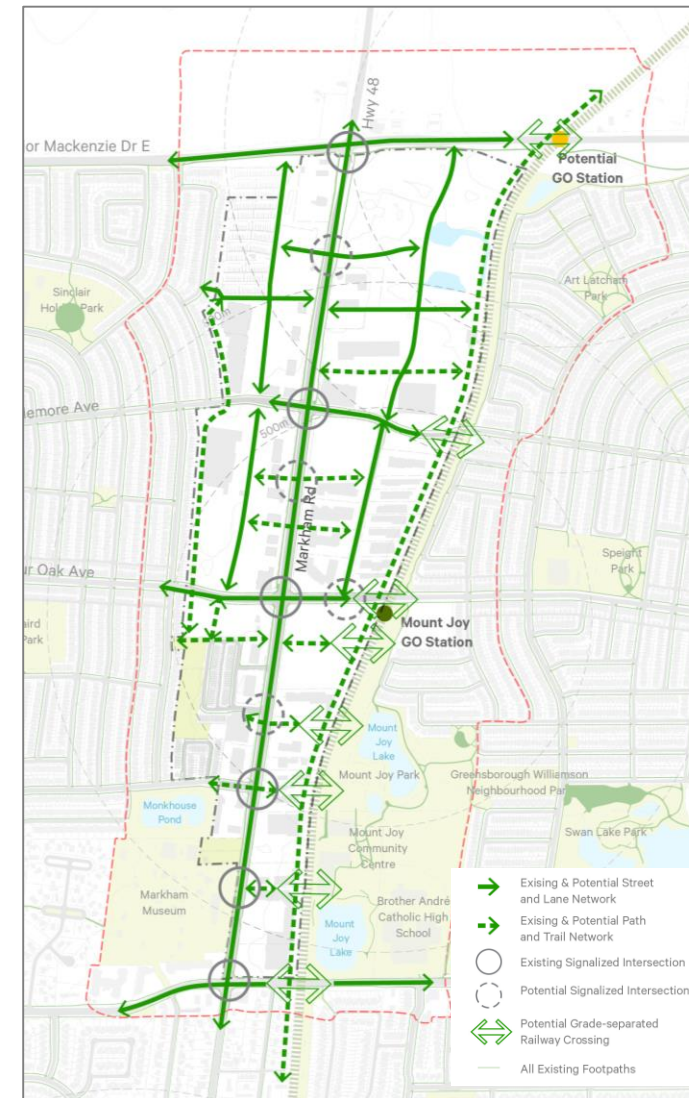 Hwy 48
or Mackenzie Dr E
Potential
GO Station
Sinclair
Art Latcham
Park
emore Ave
500m
Markham Rd
Speight
Park
ur Oak Ave
aird
Park
Mount Joy
GO Station
Mount
Joy
Lake
Mount Joy Park
Greensborough Williamson
Neighbourhood Par
Monkhouse
Pond
Swan Lake Park
Mount Joy
Community
Centre
Markham
Museum
Brother André
Catholic High
School
Mount
Joy
Lake
Exising & Potential Street
and Lane Network
Exising & Potential Path
and Trail Network
Existing Signalized Intersection
Potential Signalized Intersection
Potential Grade-separated
Railway Crossing
All Existing Footpaths